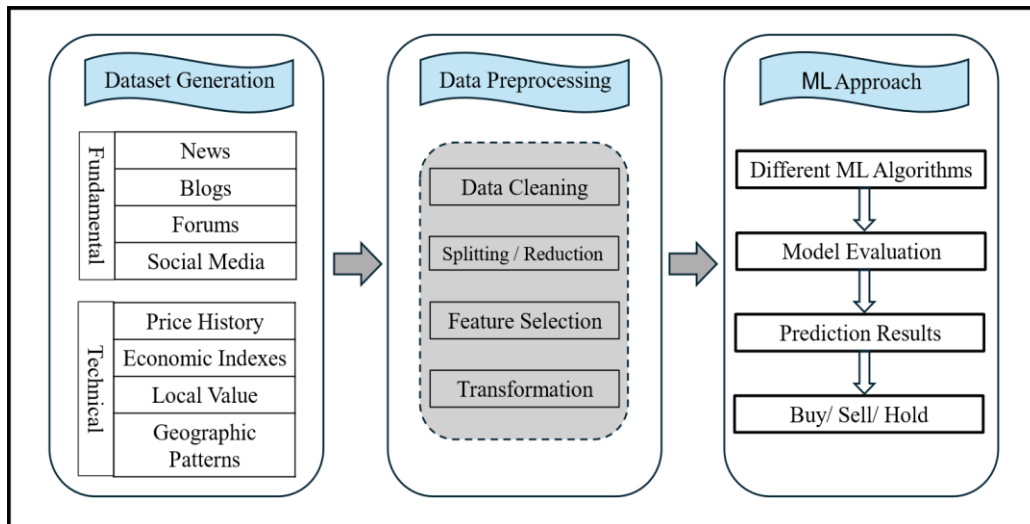 Dataset Generation
Fundamental
News
Blogs
Forums
Social Media
Technical
Price History
Economic Indexes
Local Value
Geographic
Patterns
Data Preprocessing
Data Cleaning
Splitting / Reduction
Feature Selection
Transformation
ML Approach
Different ML Algorithms
Model Evaluation
Prediction Results
Buy/ Sell/ Hold